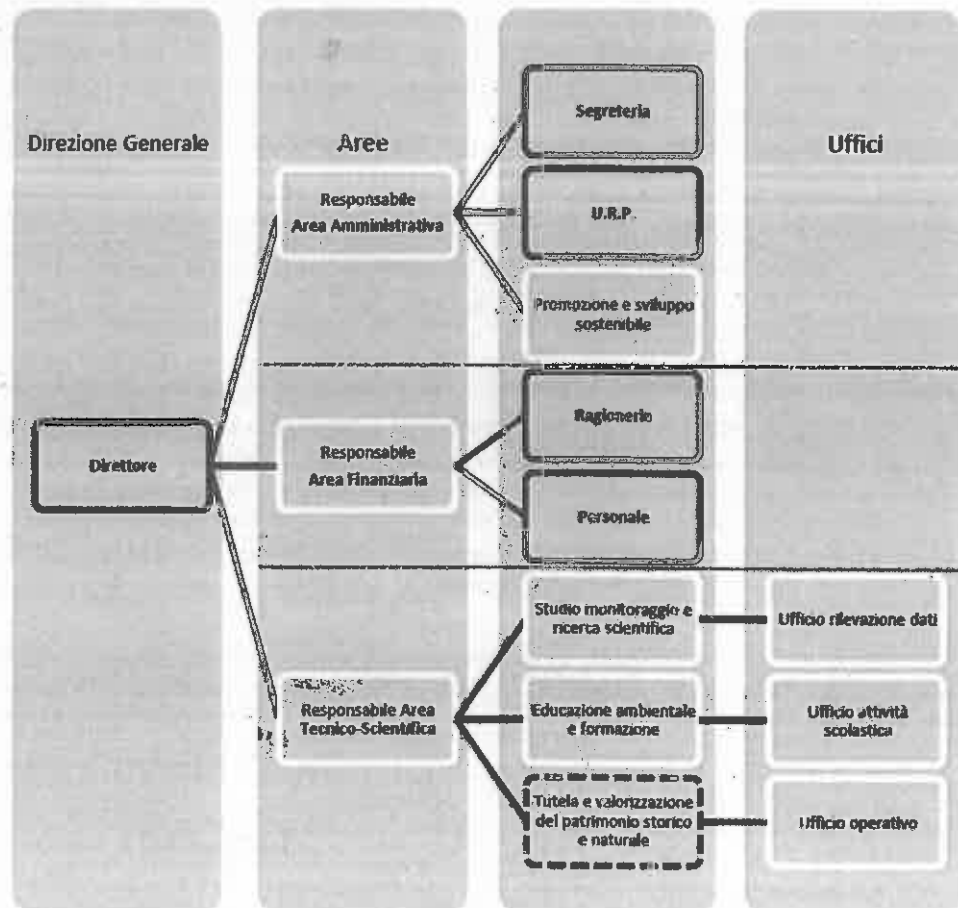 Direzione Generale
Aree
Uffici
Segreteria
Responsabile
Area Amministrativa
U.R.P.
Promozione e sviluppo
sostenibile
Direttore
Responsabile
Area Finanziaria
Ragionerio
Personale
Responsabile Area
Tecnico-Scientifica
Studio monitoraggio e
ricerca scientifica
Ufficio rilevazione dati
Educazione ambientale
e formazione
Ufficio attività
scolastica
Tutela e valorizzazione
del patrimonio storico
e naturale
Ufficio operativo